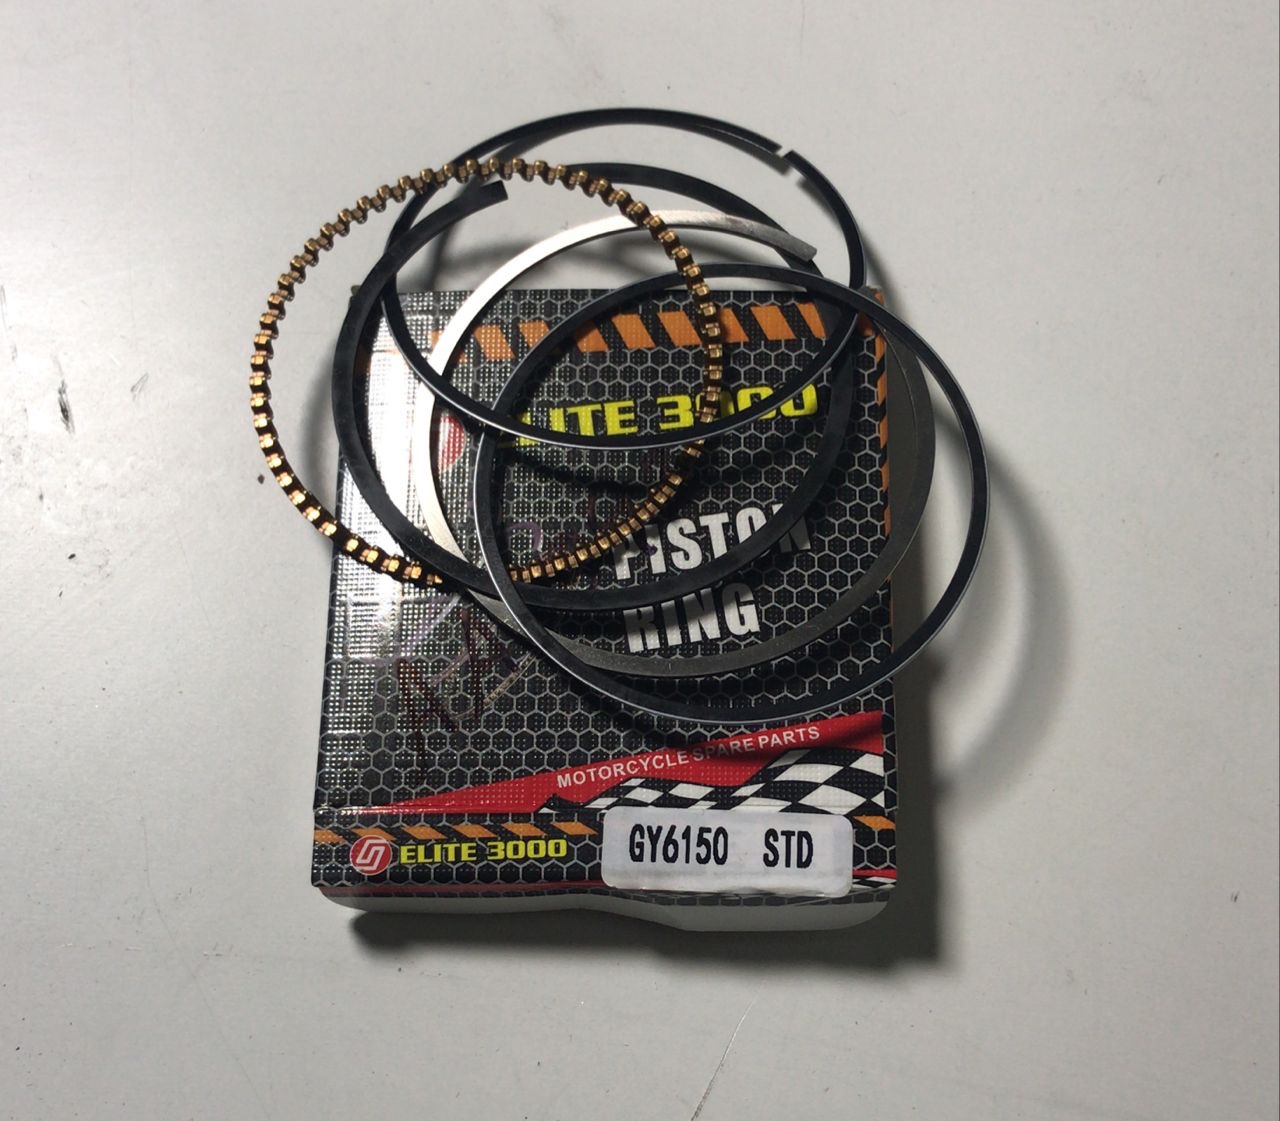 ELITE 3000
PISTON
RING
MOTORCYCLE SPARE PARTS
ELITE 3000
GY6150 STD